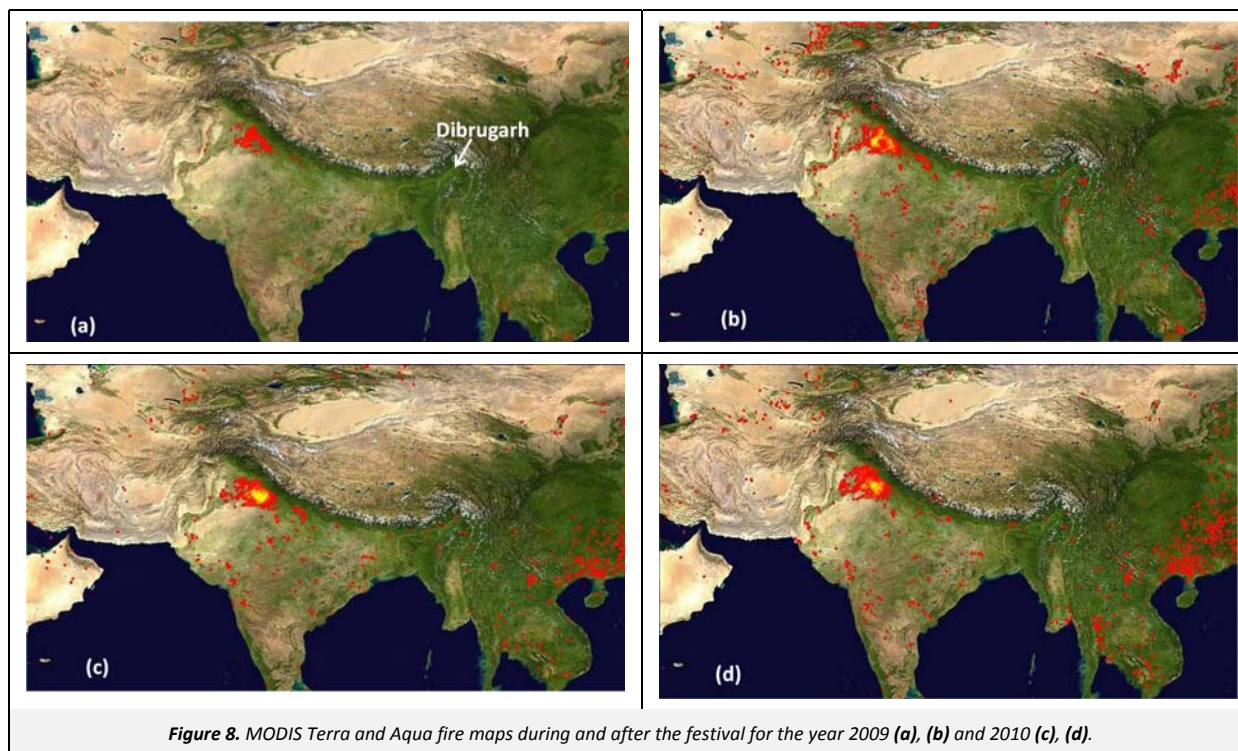 Dibrugarh
(a)
(b)
(c)
(d)
Figure 8. MODIS Terra and Aqua fire maps during and after the festival for the year 2009 (a), (b) and 2010 (c), (d).